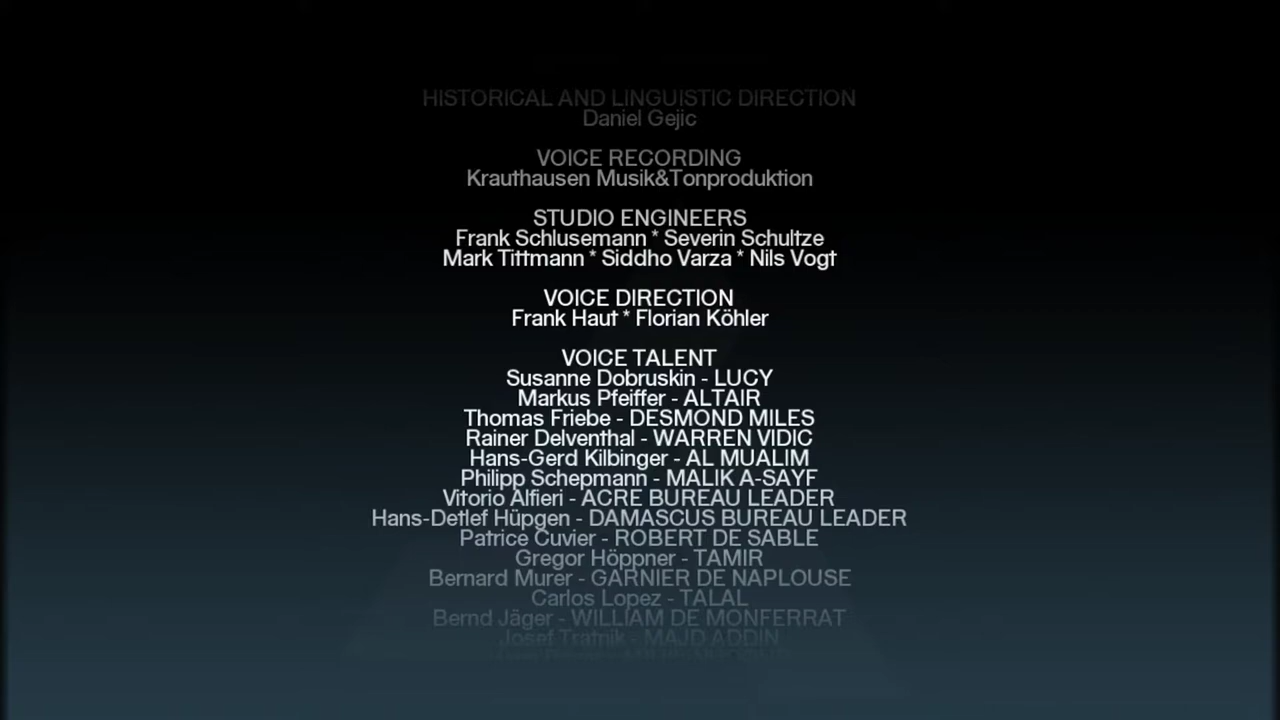 HISTORICAL AND LINGUISTIC DIRECTION
Daniel Gejic
VOICE RECORDING
Krauthausen Musik&Tonproduktion
STUDIO ENGINEERS
Frank Schlusemann * Severin Schultze
Mark Tittmann * Siddho Varza * Nils Vogt
VOICE DIRECTION
Frank Haut * Florian Köhler
VOICE TALENT
Susanne Dobruskin - LUCY
Markus Pfeiffer - ALTAIR
Thomas Friebe - DESMOND MILES
Rainer Delventhal - WARREN VIDIC
Hans-Gerd Kilbinger - AL MUALIM
Philipp Schepmann - MALIK A-SAYF
Vitorio Alfieri - ACRE BUREAU LEADER
Hans-Detlef Hüpgen - DAMASCUS BUREAU LEADER
Patrice Cuvier - ROBERT DE SABLE
Gregor Höppner - TAMIR
Bernard Murer - GARNIER DE NAPLOUSE
Carlos Lopez - TALAL
Bernd Jäger - WILLIAM DE MONFERRAT
Josef Tratnik - MAJD ADDIN